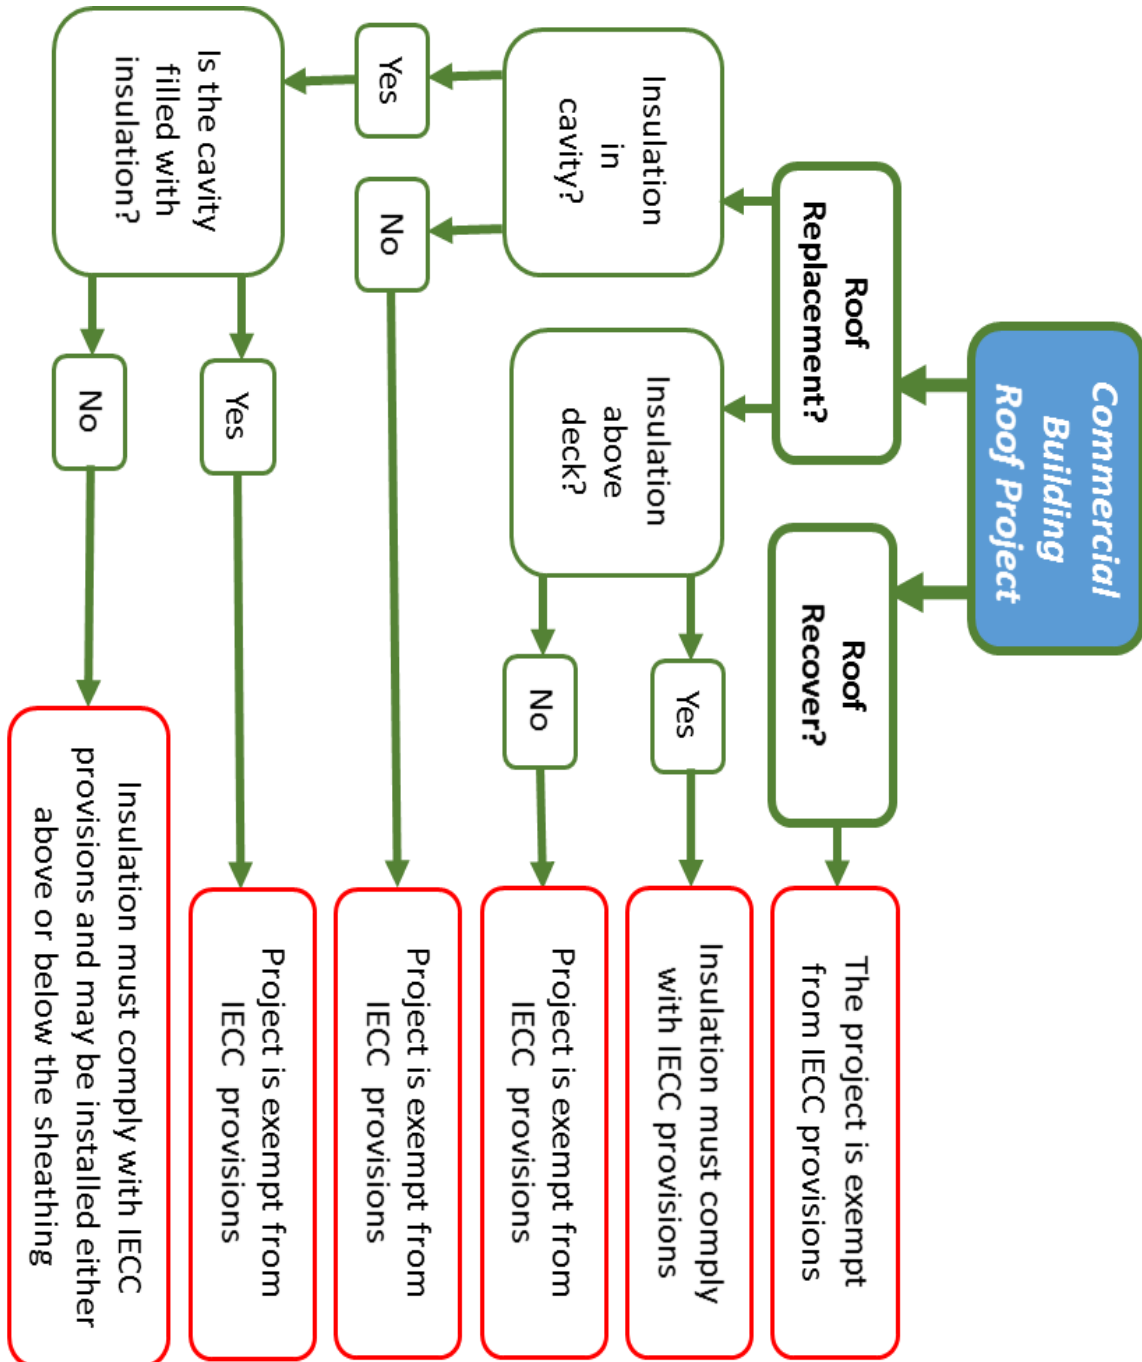 Commercial
Building
Roof Project
Roof
Replacement?
Roof
Recover?
Insulation
in
cavity?
Insulation
above
deck?
Yes
No
Is the cavity
filled with
insulation?
Yes
No
Yes
No
The project is exempt
from IECC provisions
Insulation must comply
with IECC provisions
Project is exempt from
IECC provisions
Project is exempt from
IECC provisions
Project is exempt from
IECC provisions
Insulation must comply with IECC
provisions and may be installed either
above or below the sheathing